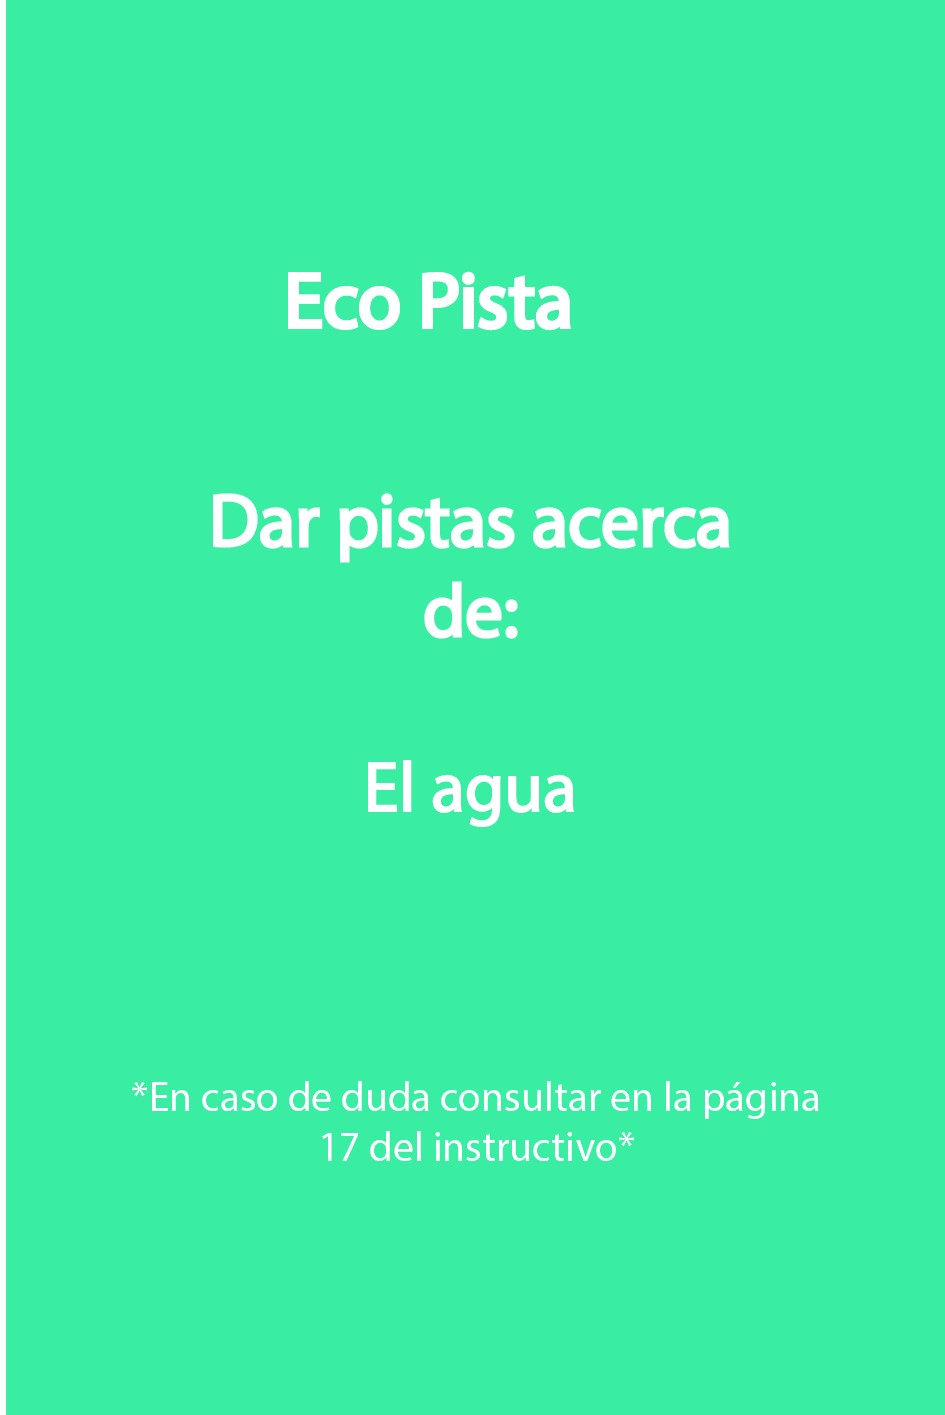 Eco Pista
Dar pistas acerca
de:
El agua
*En caso de duda consultar en la página
17 del instructivo*